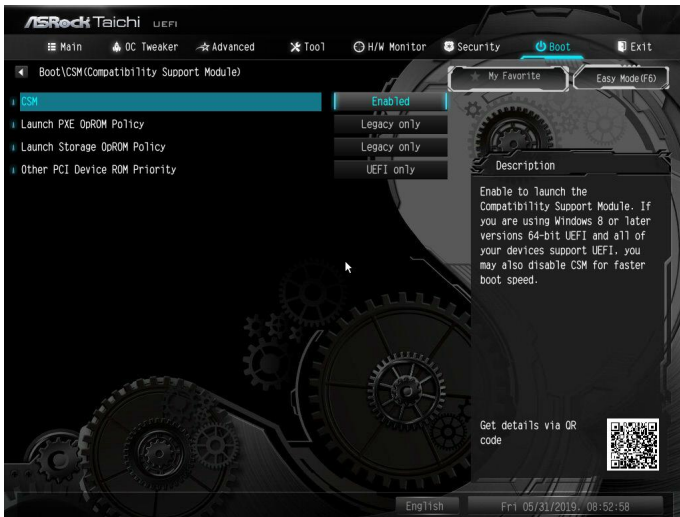 ASRock Taichi UEFI
Main OC Tweaker Advanced Tool H/W Monitor Security Boot Exit
Boot\CSM(Compatibility Support Module)
My Favorite
Easy Mode(F6)
CSM Enabled
Launch PXE OpROM Policy Legacy only
Launch Storage OpROM Policy Legacy only
Other PCI Device ROM Priority UEFI only
Description
Enable to launch the
Compatibility Support Module. If
you are using Windows 8 or later
versions 64-bit UEFI and all of
your devices support UEFI, you
may also disable CSM for faster
boot speed.
Get details via QR
code
English
Fri 05/31/2019, 08:52:58